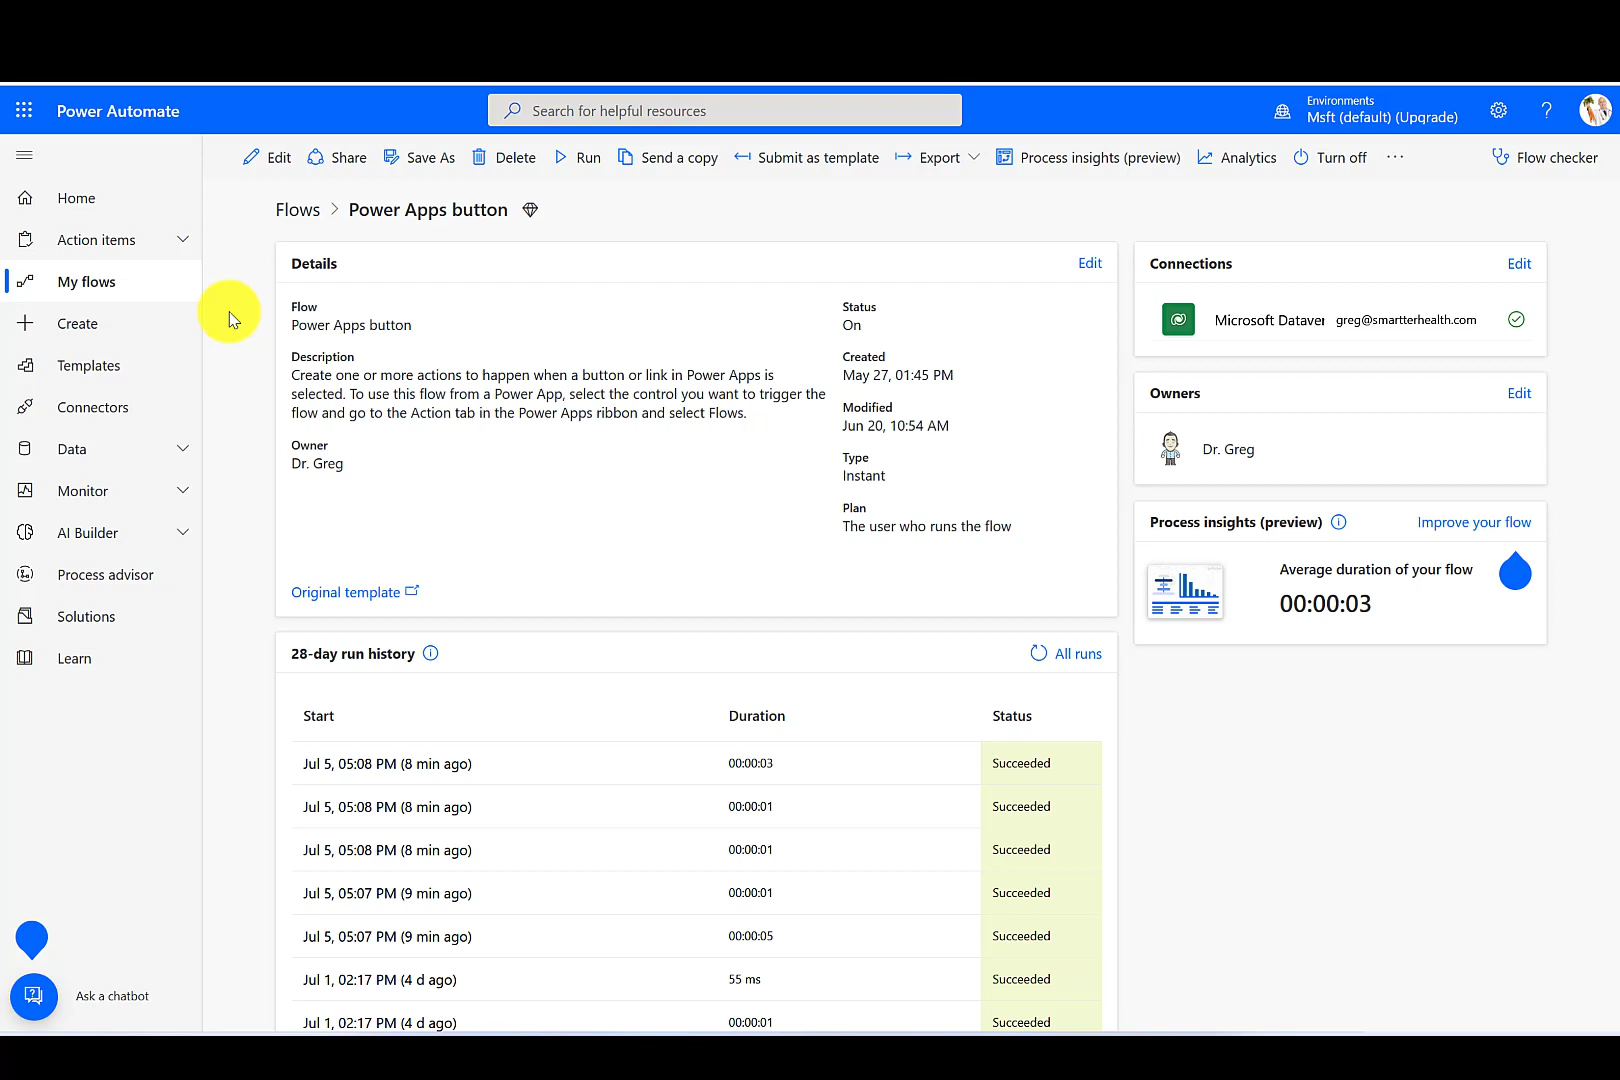 Power Automate
Search for helpful resources
Environments
Msft (default) (Upgrade)
Edit
Share
Save As
Delete
Run
Send a copy
Submit as template
Export
Process insights (preview)
Analytics
Turn off
···
Flow checker
Home
Action items
My flows
Create
Templates
Connectors
Data
Monitor
AI Builder
Process advisor
Solutions
Learn
Ask a chatbot
Flows > Power Apps button
Details
Edit
Flow
Power Apps button
Description
Create one or more actions to happen when a button or link in Power Apps is
selected. To use this flow from a Power App, select the control you want to trigger the
flow and go to the Action tab in the Power Apps ribbon and select Flows.
Owner
Dr. Greg
Status
On
Created
May 27, 01:45 PM
Modified
Jun 20, 10:54 AM
Type
Instant
Plan
The user who runs the flow
Original template
Connections
Edit
Microsoft Dataver greg@smartterhealth.com
Owners
Edit
Dr. Greg
Process insights (preview)
Improve your flow
Average duration of your flow
00:00:03
28-day run history
All runs
Start Duration Status
Jul 5, 05:08 PM (8 min ago) 00:00:03 Succeeded
Jul 5, 05:08 PM (8 min ago) 00:00:01 Succeeded
Jul 5, 05:08 PM (8 min ago) 00:00:01 Succeeded
Jul 5, 05:07 PM (9 min ago) 00:00:01 Succeeded
Jul 5, 05:07 PM (9 min ago) 00:00:05 Succeeded
Jul 1, 02:17 PM (4 d ago) 55 ms Succeeded
Jul 1, 02:17 PM (4 d ago) 00:00:01 Succeeded